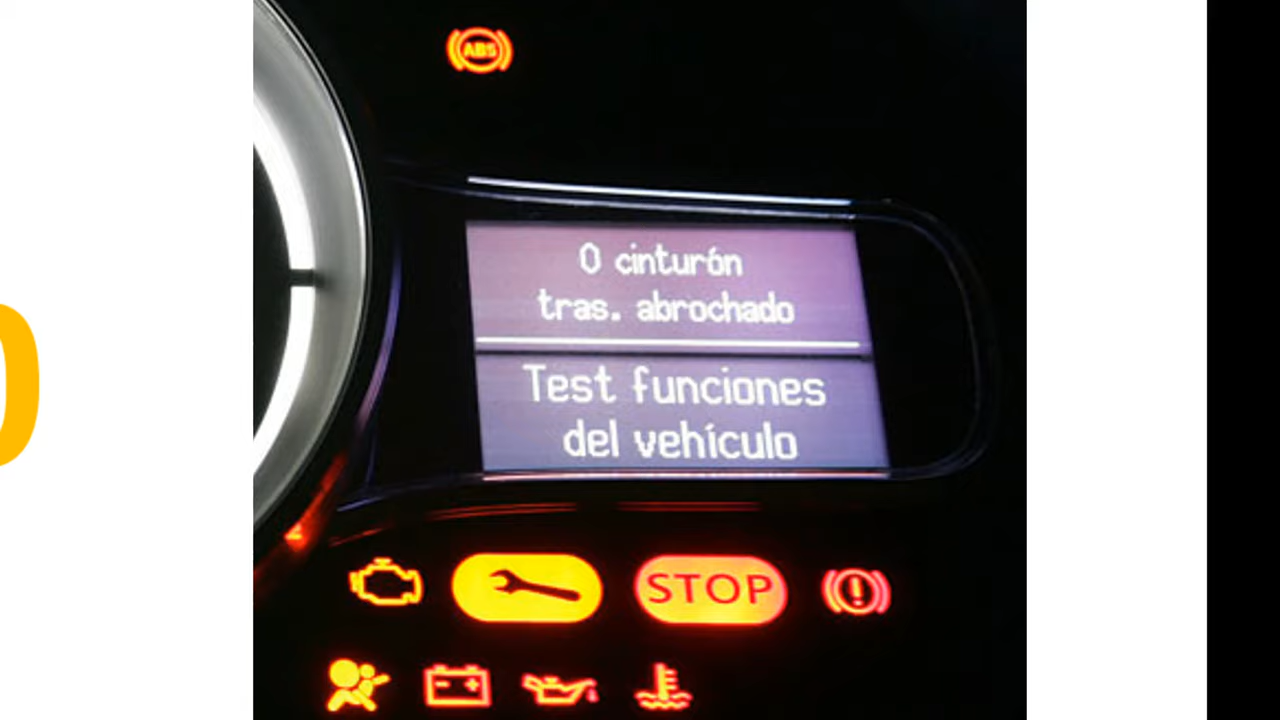 ABS
0 cinturón
tras. abrochado
Test funciones
del vehículo
STOP